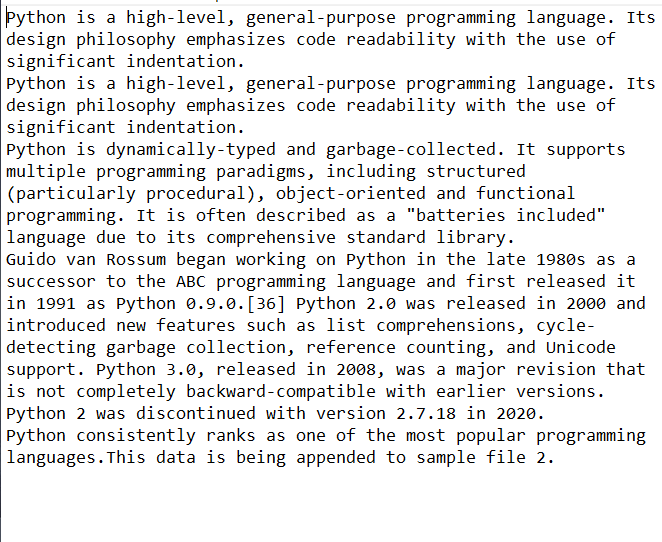 Python is a high-level, general-purpose programming language. Its
design philosophy emphasizes code readability with the use of
significant indentation.
Python is a high-level, general-purpose programming language. Its
design philosophy emphasizes code readability with the use of
significant indentation.
Python is dynamically-typed and garbage-collected. It supports
multiple programming paradigms, including structured
(particularly procedural), object-oriented and functional
programming. It is often described as a "batteries included"
language due to its comprehensive standard library.
Guido van Rossum began working on Python in the late 1980s as a
successor to the ABC programming language and first released it
in 1991 as Python 0.9.0.[36] Python 2.0 was released in 2000 and
introduced new features such as list comprehensions, cycle-
detecting garbage collection, reference counting, and Unicode
support. Python 3.0, released in 2008, was a major revision that
is not completely backward-compatible with earlier versions.
Python 2 was discontinued with version 2.7.18 in 2020.
Python consistently ranks as one of the most popular programming
languages.This data is being appended to sample file 2.